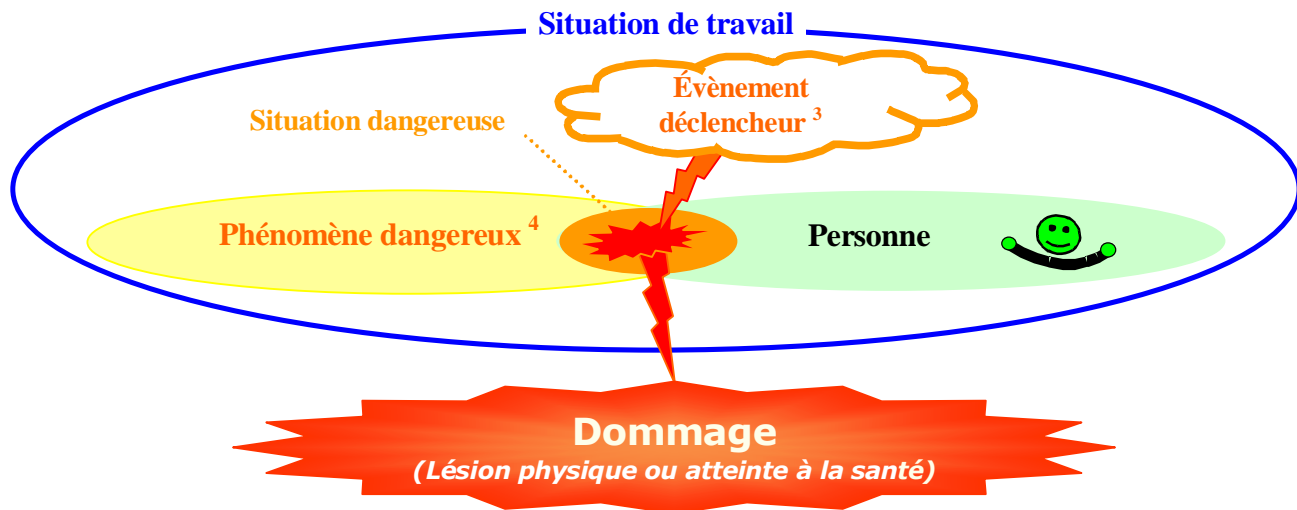 Situation de travail
Évènement
déclencheur ³
Situation dangereuse
Phénomène dangereux ⁴
Personne
Dommage
(Lésion physique ou atteinte à la santé)